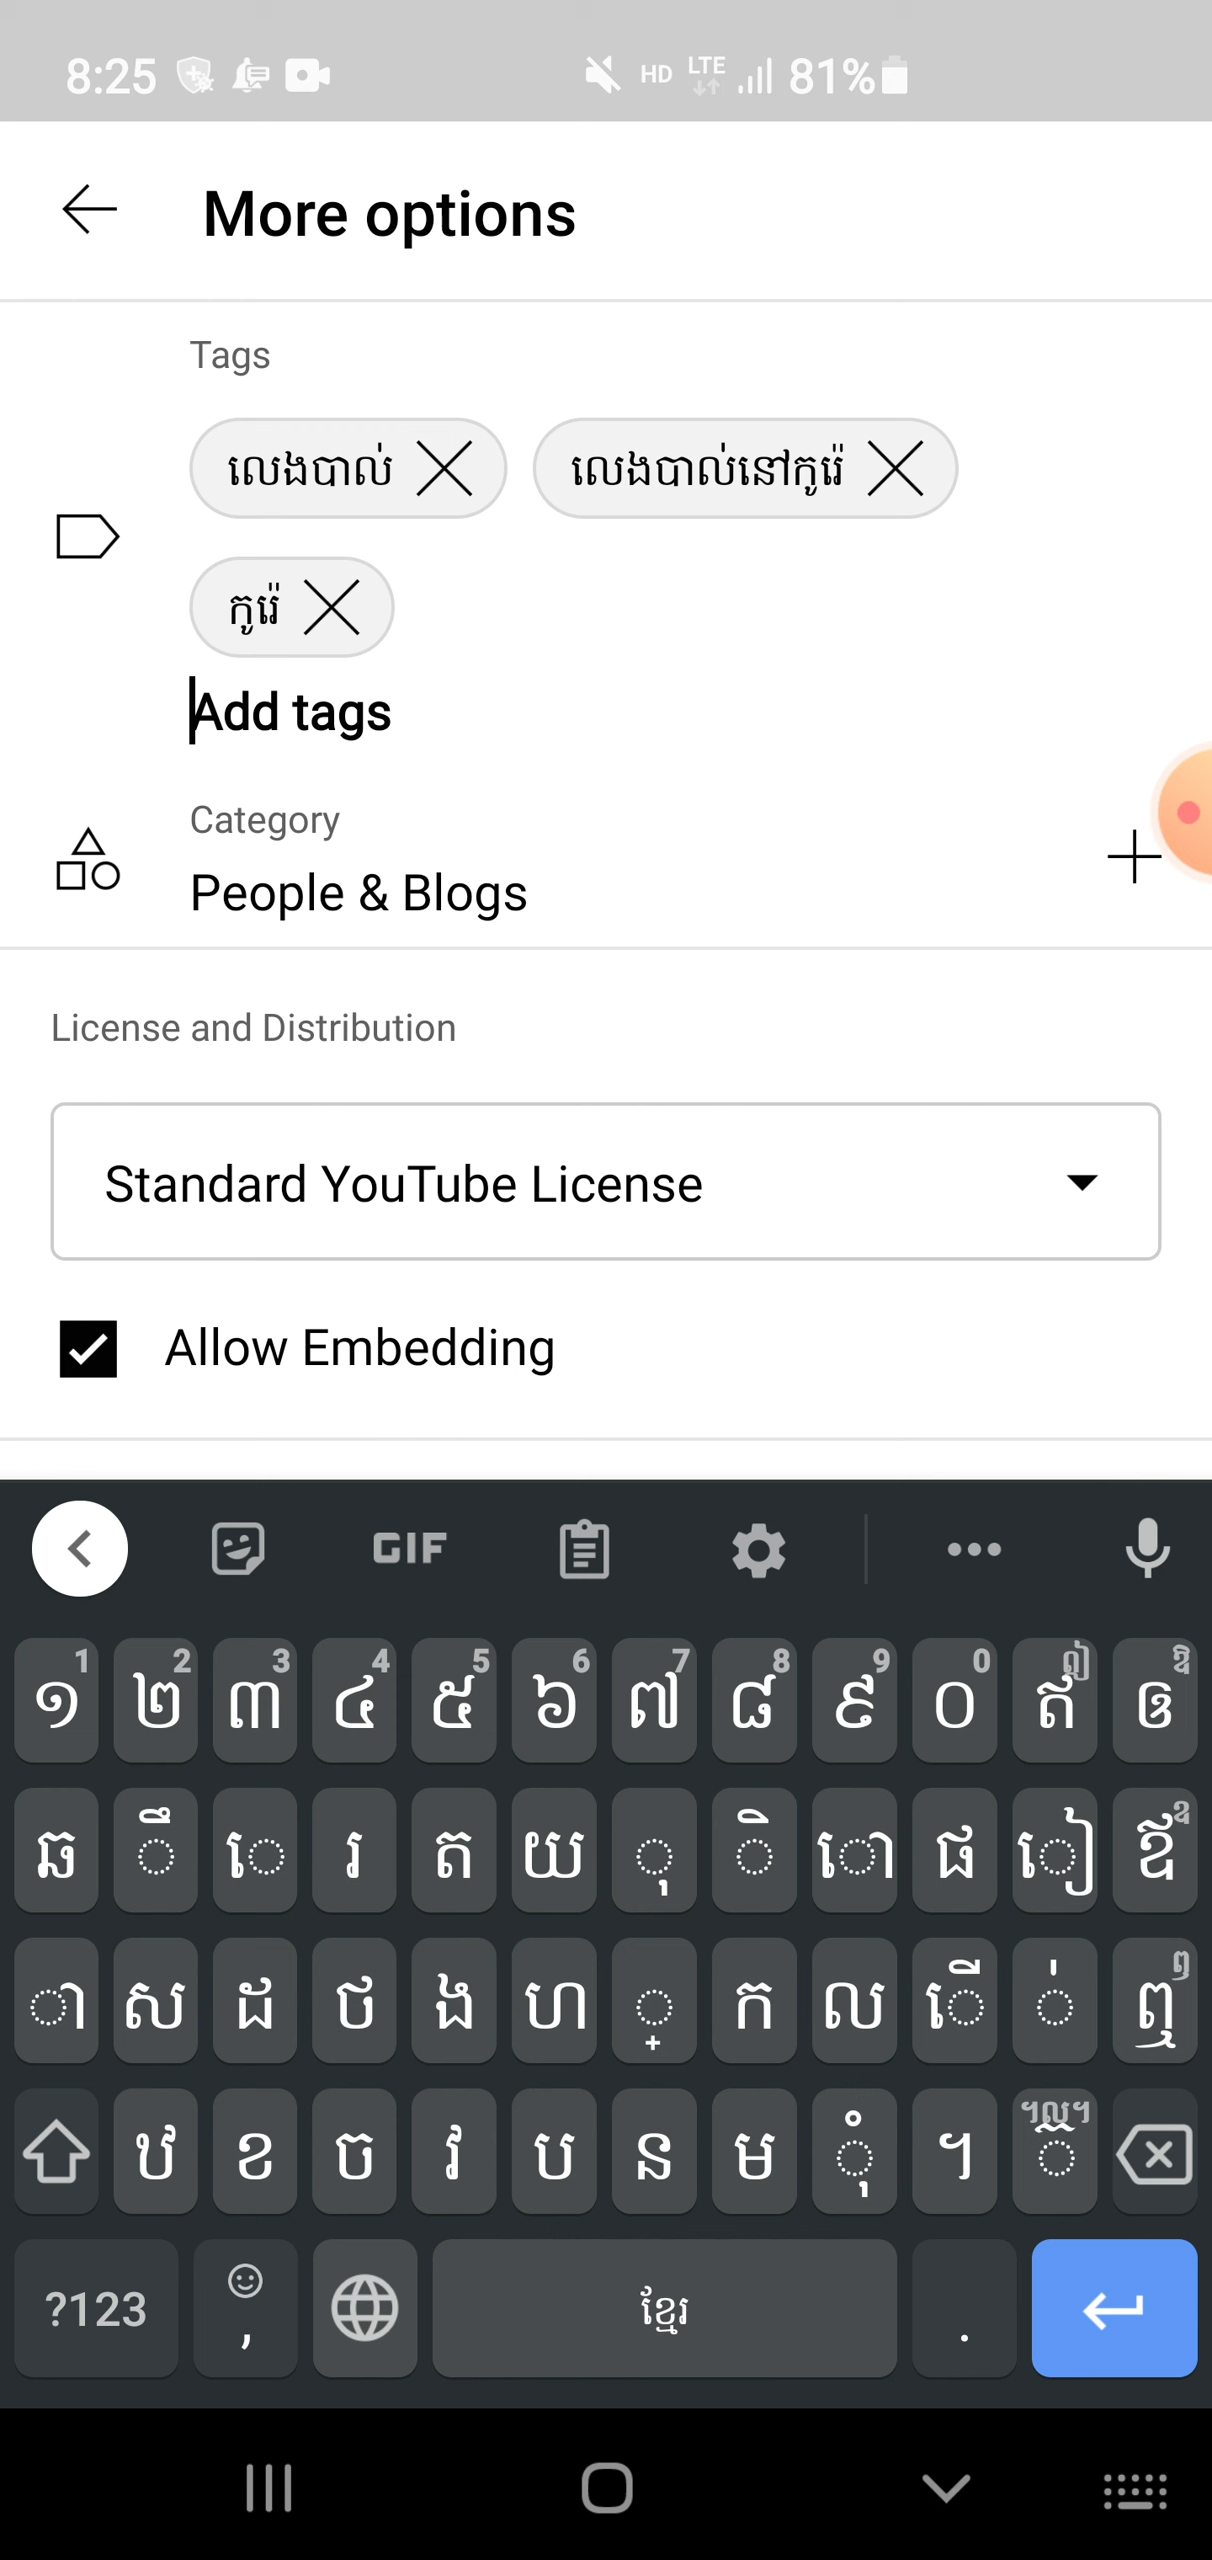 8:25 HD LTE 81%
More options
Tags
លេងបាល់ លេងបាល់នៅកូរ៉េ
កូរ៉េ
Add tags
Category
People & Blogs
License and Distribution
Standard YouTube License
Allow Embedding
GIF
1 2 3 4 5 6 7 8 9 0 ៀ ឱ
១ ២ ៣ ៤ ៥ ៦ ៧ ៨ ៩ ០ ឥ ឲ
ឆ ឹ េ រ ត យ ុ ិ ោ ផ ៀ ឪ ឧ
ា ស ដ ថ ង ហ ្ ក ល ើ ់ ឮ ឭ
ឋ ខ ច វ ប ន ម ុំ ។ ៕ ៊
?123 , ខ្មែរ .